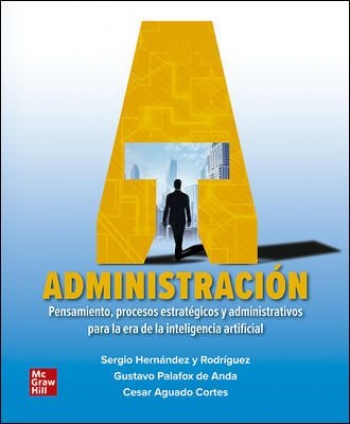 ADMINISTRACIÓN
Pensamiento, procesos estratégicos y administrativos
para la era de la inteligencia artificial
Sergio Hernández y Rodríguez
Gustavo Palafox de Anda
Cesar Aguado Cortes
Mc
Graw
Hill